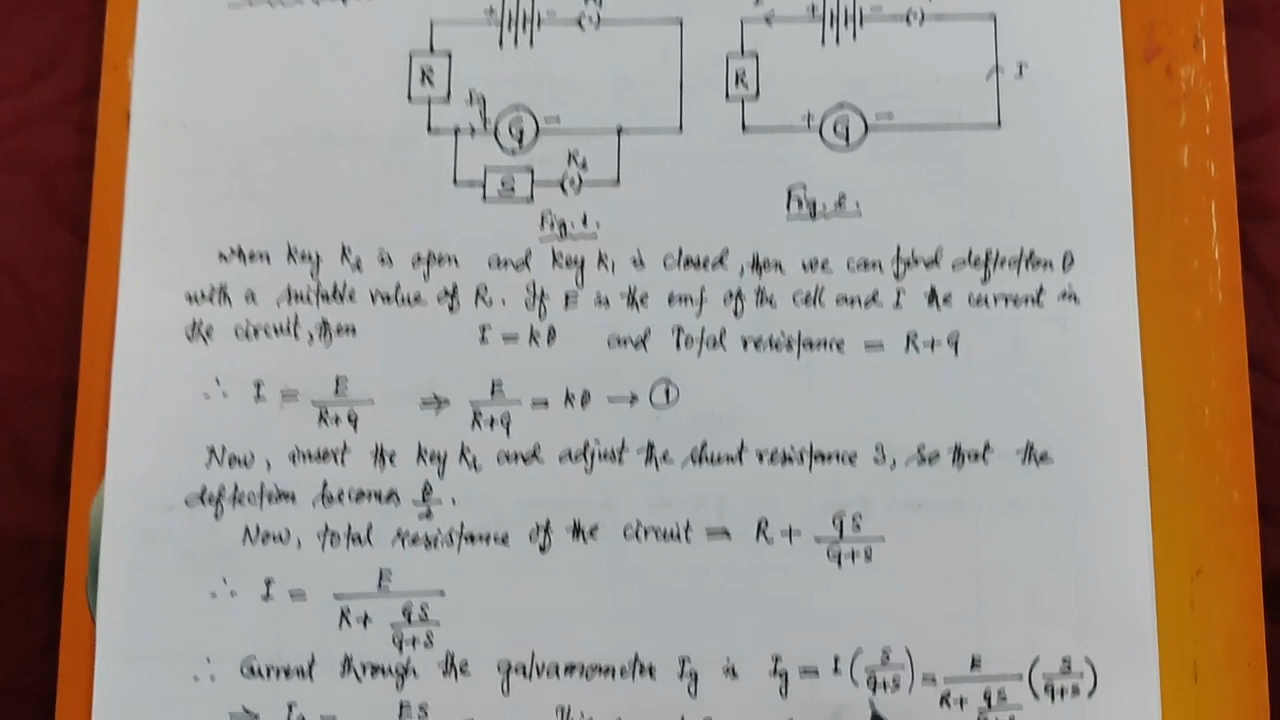 + −
R
Ig
G −
K₂
S
Fig. 1.
+ −
R
I
+ G −
Fig. 2.
When key K₂ is open and key K₁ is closed, then we can find deflection θ
with a suitable value of R. If E is the emf of the cell and I the current in
the circuit, then I = kθ and Total resistance = R+G
∴ I = E/(R+G) ⇒ E/(R+G) = kθ → ①
Now, insert the key K₂ and adjust the shunt resistance S, so that the
deflection becomes θ/2.
Now, total resistance of the circuit = R + GS/(G+S)
∴ I = E/(R + GS/(G+S))
∴ Current through the galvanometer Ig is Ig = I (S/(G+S)) = E/(R + GS/(G+S)) (S/(G+S))
⇒ Ig = ES